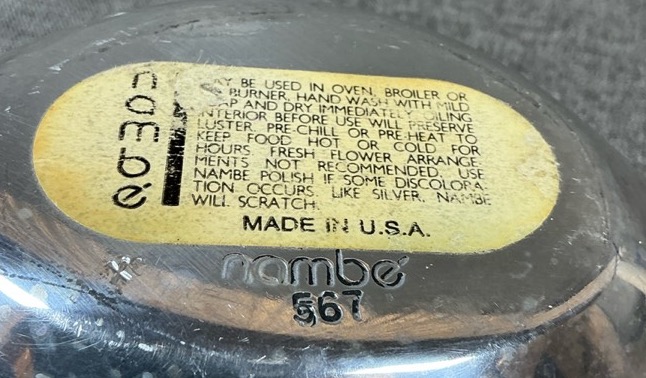 nambé
MAY BE USED IN OVEN, BROILER OR
BURNER. HAND WASH WITH MILD
SOAP AND DRY IMMEDIATELY. OILING
INTERIOR BEFORE USE WILL PRESERVE
LUSTER. PRE-CHILL OR PRE-HEAT TO
KEEP FOOD HOT OR COLD FOR
HOURS. FRESH FLOWER ARRANGE-
MENTS NOT RECOMMENDED. USE
NAMBE POLISH IF SOME DISCOLORA-
TION OCCURS. LIKE SILVER, NAMBE
WILL SCRATCH.
MADE IN U.S.A.
nambé
567